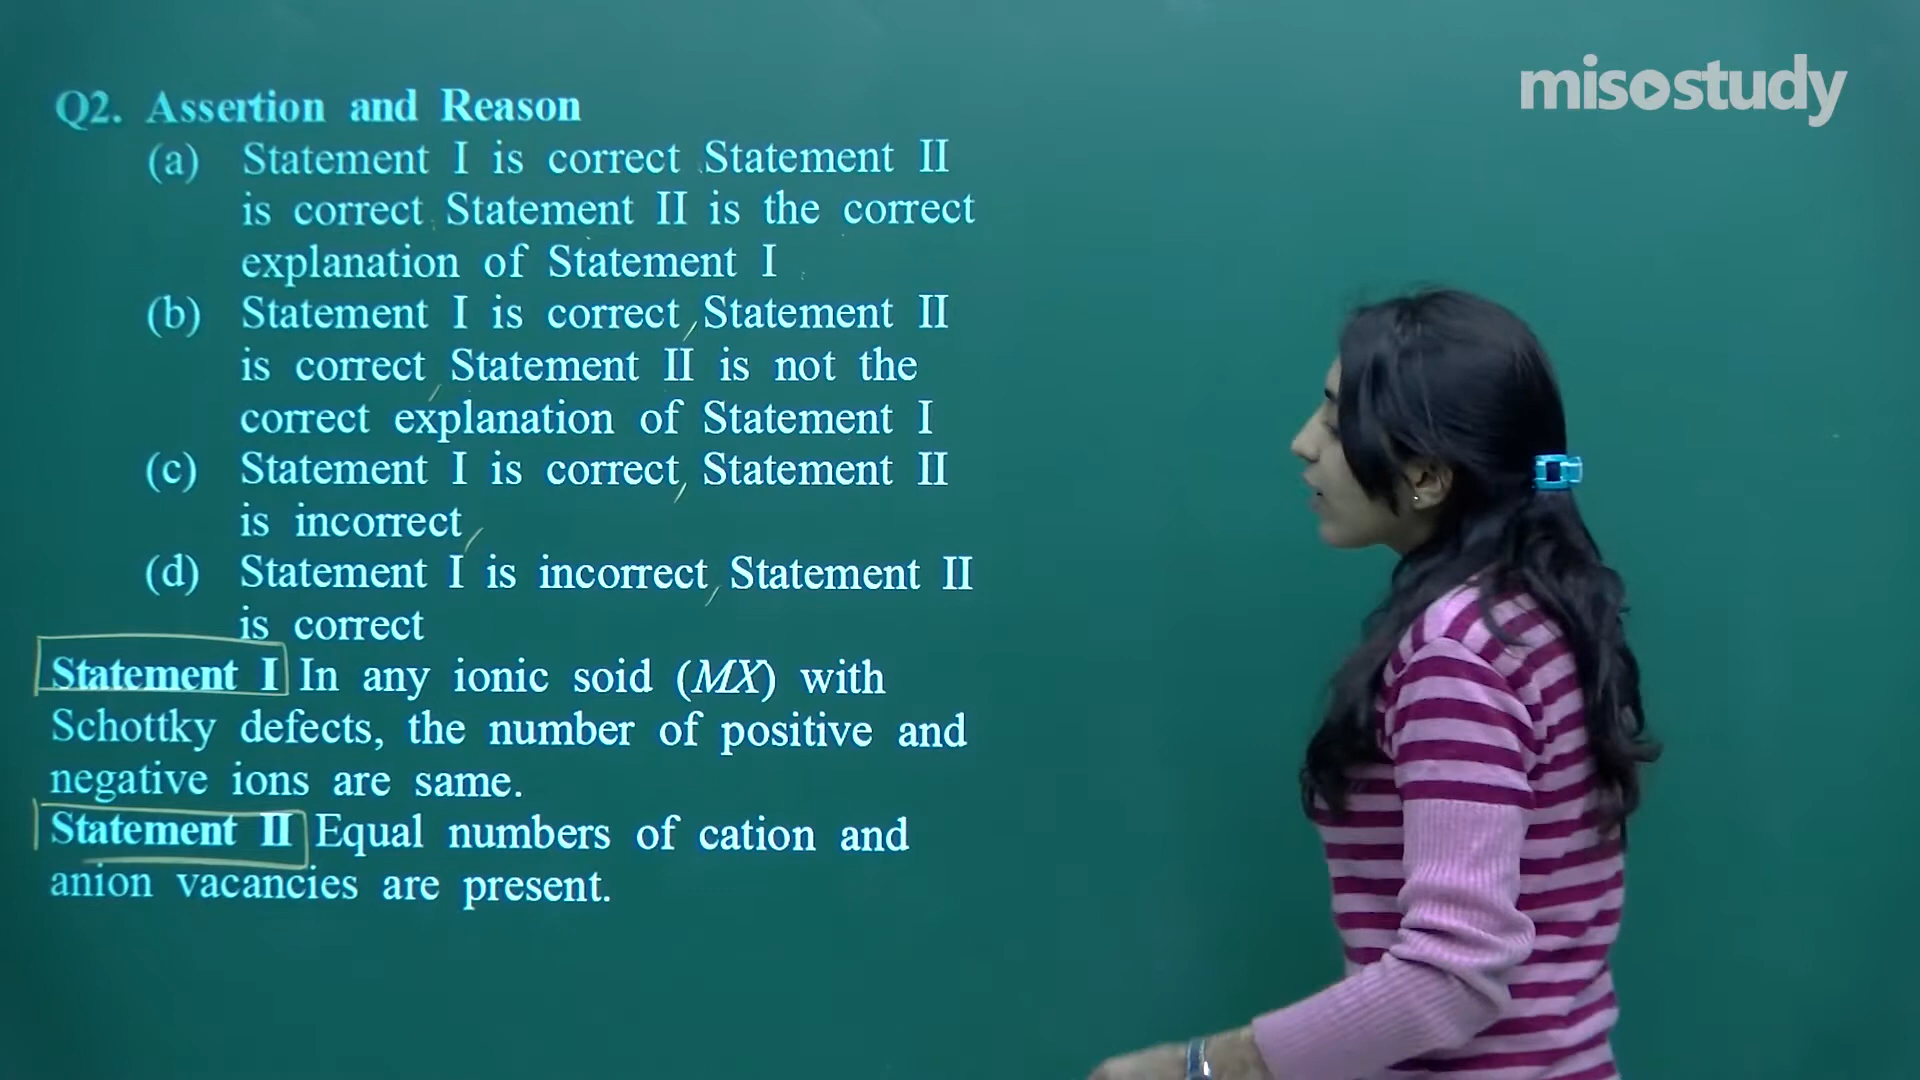 misostudy
Q2. Assertion and Reason
(a) Statement I is correct Statement II
is correct Statement II is the correct
explanation of Statement I
(b) Statement I is correct, Statement II
is correct, Statement II is not the
correct explanation of Statement I
(c) Statement I is correct, Statement II
is incorrect,
(d) Statement I is incorrect, Statement II
is correct
Statement I In any ionic soid (MX) with
Schottky defects, the number of positive and
negative ions are same.
Statement II Equal numbers of cation and
anion vacancies are present.